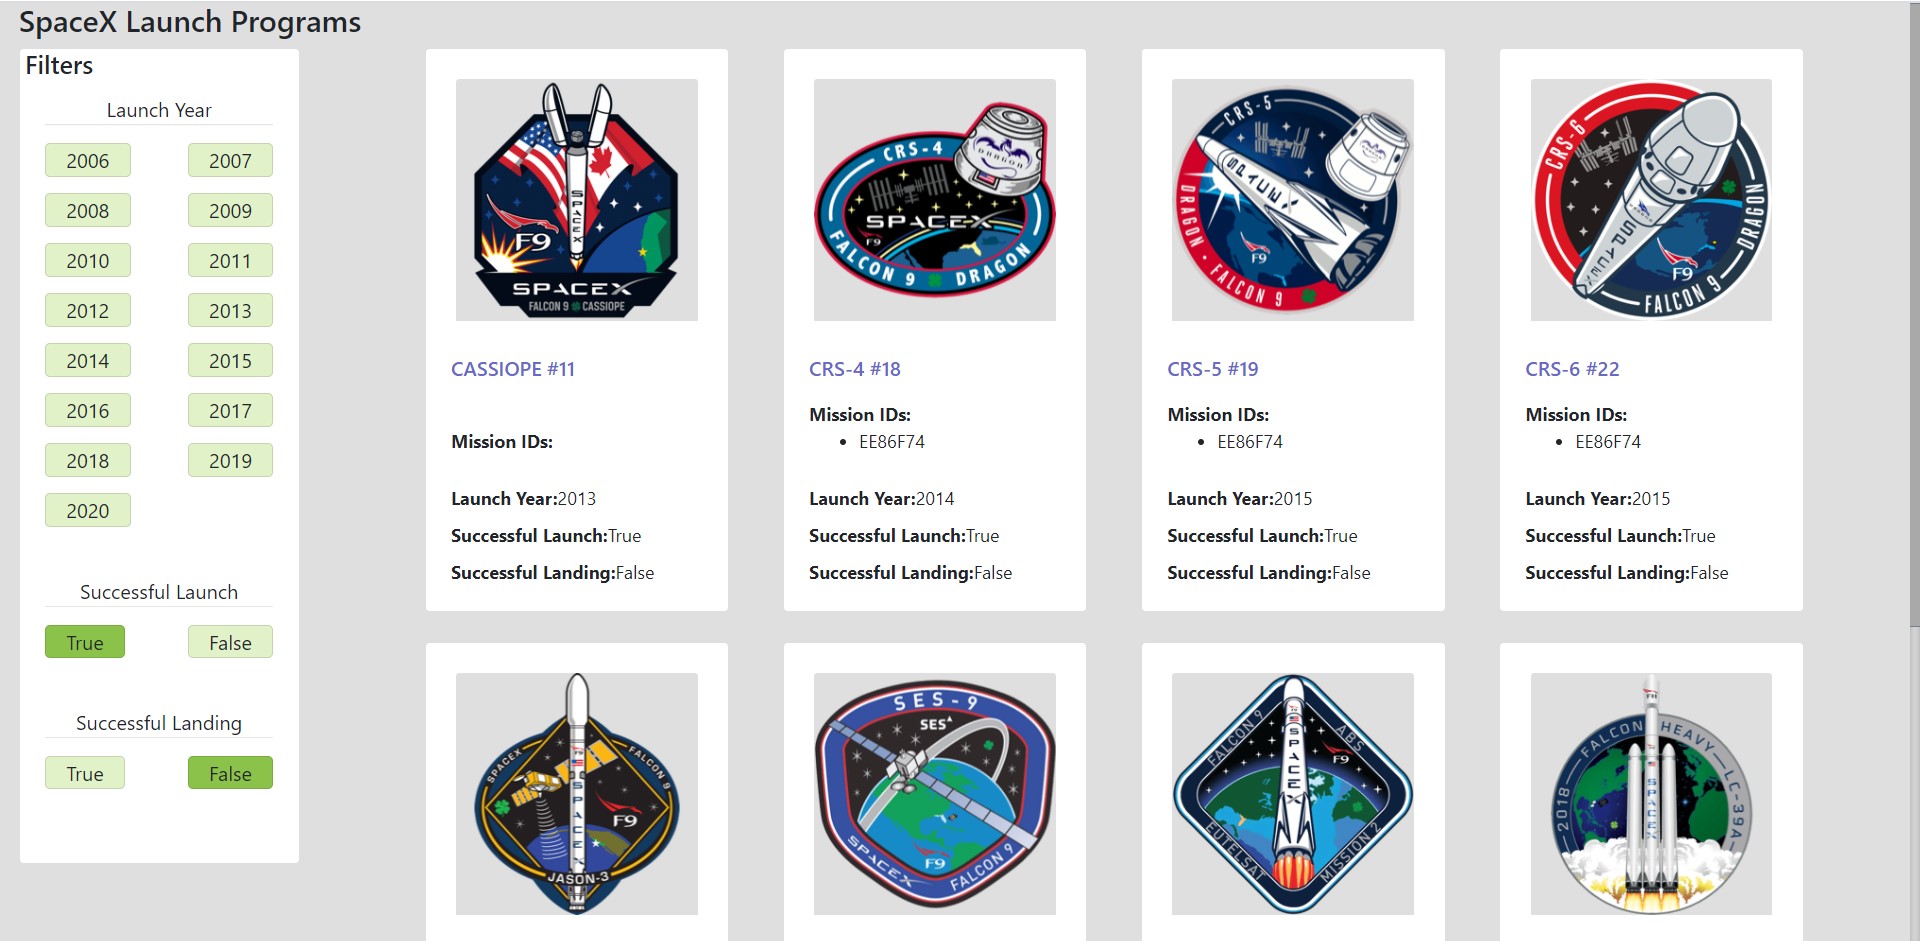 SpaceX Launch Programs
Filters
Launch Year
2006 2007
2008 2009
2010 2011
2012 2013
2014 2015
2016 2017
2018 2019
2020
Successful Launch
True False
Successful Landing
True False
SPACEX
F9
SPACEX
FALCON 9 CASSIOPE
CASSIOPE #11
Mission IDs:
Launch Year:2013
Successful Launch:True
Successful Landing:False
CRS-4
DRAGON
SPACEX
F9
FALCON 9 DRAGON
CRS-4 #18
Mission IDs:
• EE86F74
Launch Year:2014
Successful Launch:True
Successful Landing:False
CRS-5
SPACEX
F9
DRAGON • FALCON 9
CRS-5 #19
Mission IDs:
• EE86F74
Launch Year:2015
Successful Launch:True
Successful Landing:False
CRS-6
SPACEX
F9
FALCON 9 DRAGON
CRS-6 #22
Mission IDs:
• EE86F74
Launch Year:2015
Successful Launch:True
Successful Landing:False
SPACEX
FALCON 9
SPACEX
F9
JASON-3
SES-9
SES
F9
SPACEX FALCON 9
FALCON 9
ABS
F9
SPACEX
EUTELSAT
MISSION 2
FALCON HEAVY
2018
LC-39A
SPACEX